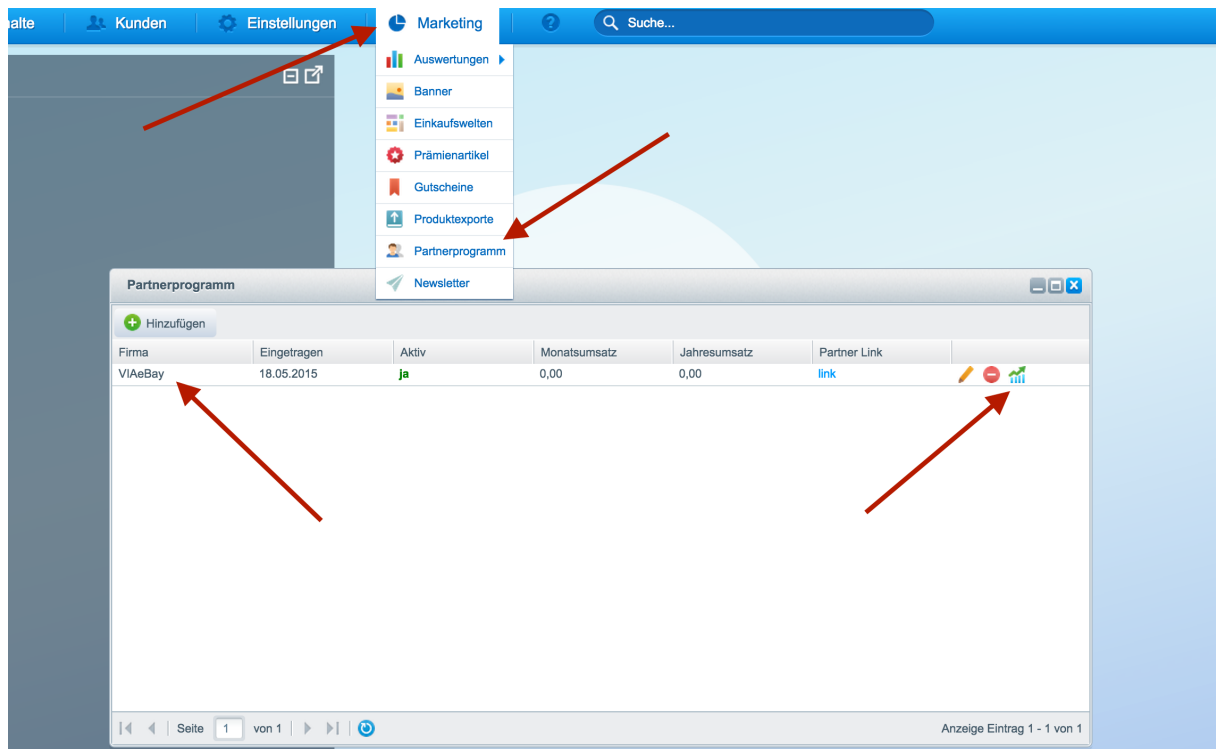 alte Kunden Einstellungen Marketing ? Suche...
Auswertungen
Banner
Einkaufswelten
Prämienartikel
Gutscheine
Produktexporte
Partnerprogramm
Newsletter
Partnerprogramm
Hinzufügen
Firma Eingetragen Aktiv Monatsumsatz Jahresumsatz Partner Link
VIAeBay 18.05.2015 ja 0,00 0,00 link
Seite 1 von 1 Anzeige Eintrag 1 - 1 von 1